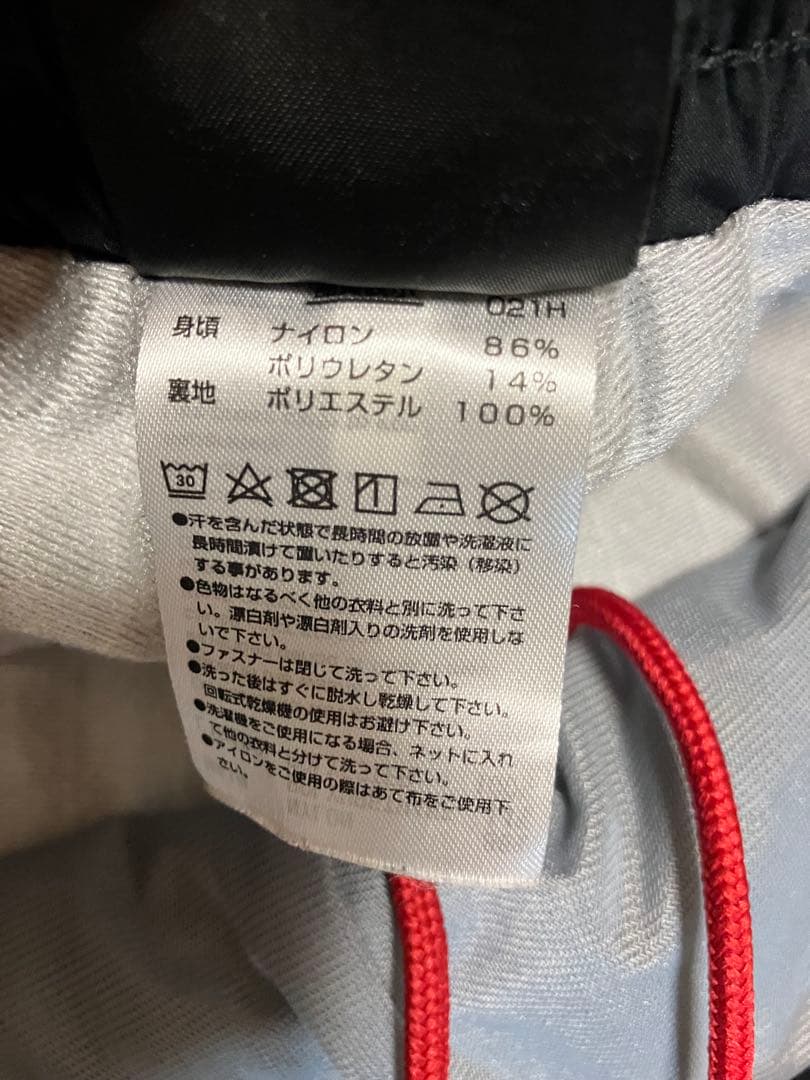 021H
身頃 ナイロン 86%
ポリウレタン 14%
裏地 ポリエステル 100%
30
●汗を含んだ状態で長時間の放置や洗濯液に
長時間漬けて置いたりすると汚染（移染）
する事があります。
●色物はなるべく他の衣料と別に洗って下さ
い。漂白剤や漂白剤入りの洗剤を使用しな
いで下さい。
●ファスナーは閉じて洗って下さい。
●洗った後はすぐに脱水し乾燥して下さい。
回転式乾燥機の使用はお避け下さい。
●洗濯機をご使用になる場合、ネットに入れ
て他の衣料と分けて洗って下さい。
●アイロンをご使用の際はあて布をご使用下
さい。